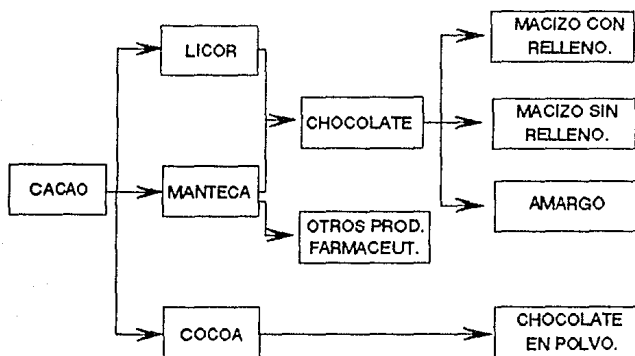 MACIZO CON
RELLENO.
LICOR
CHOCOLATE
MACIZO SIN
RELLENO.
CACAO
MANTECA
AMARGO
OTROS PROD.
FARMACEUT.
COCOA
CHOCOLATE
EN POLVO.